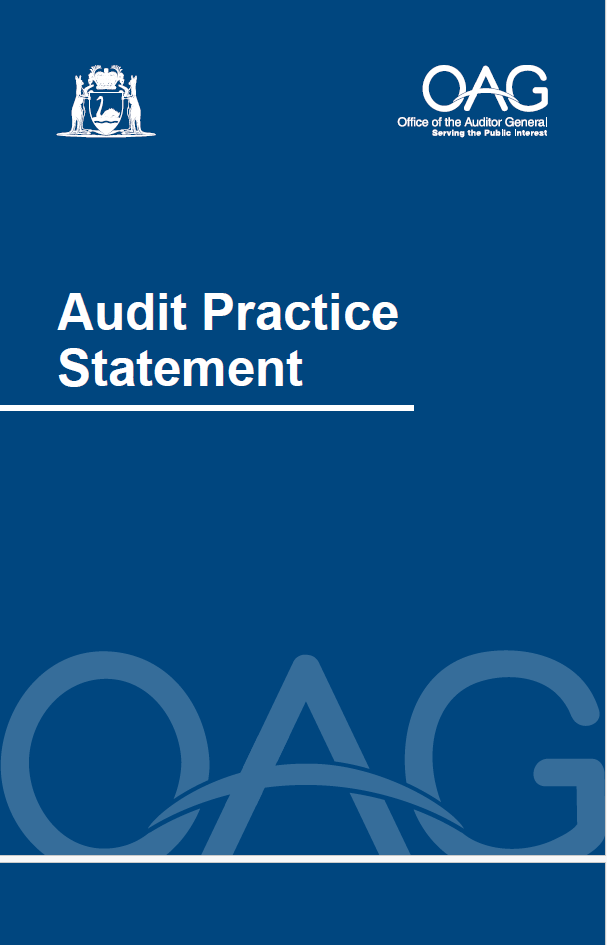 OAG
Office of the Auditor General
Serving the Public Interest
Audit Practice
Statement
OAG